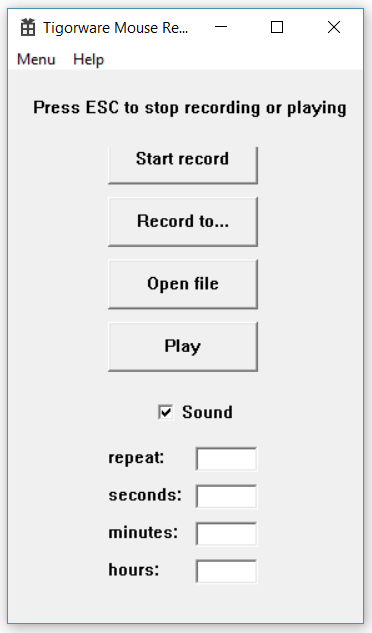 Tigorware Mouse Re...
Menu Help
Press ESC to stop recording or playing
Start record
Record to...
Open file
Play
Sound
repeat:
seconds:
minutes:
hours: